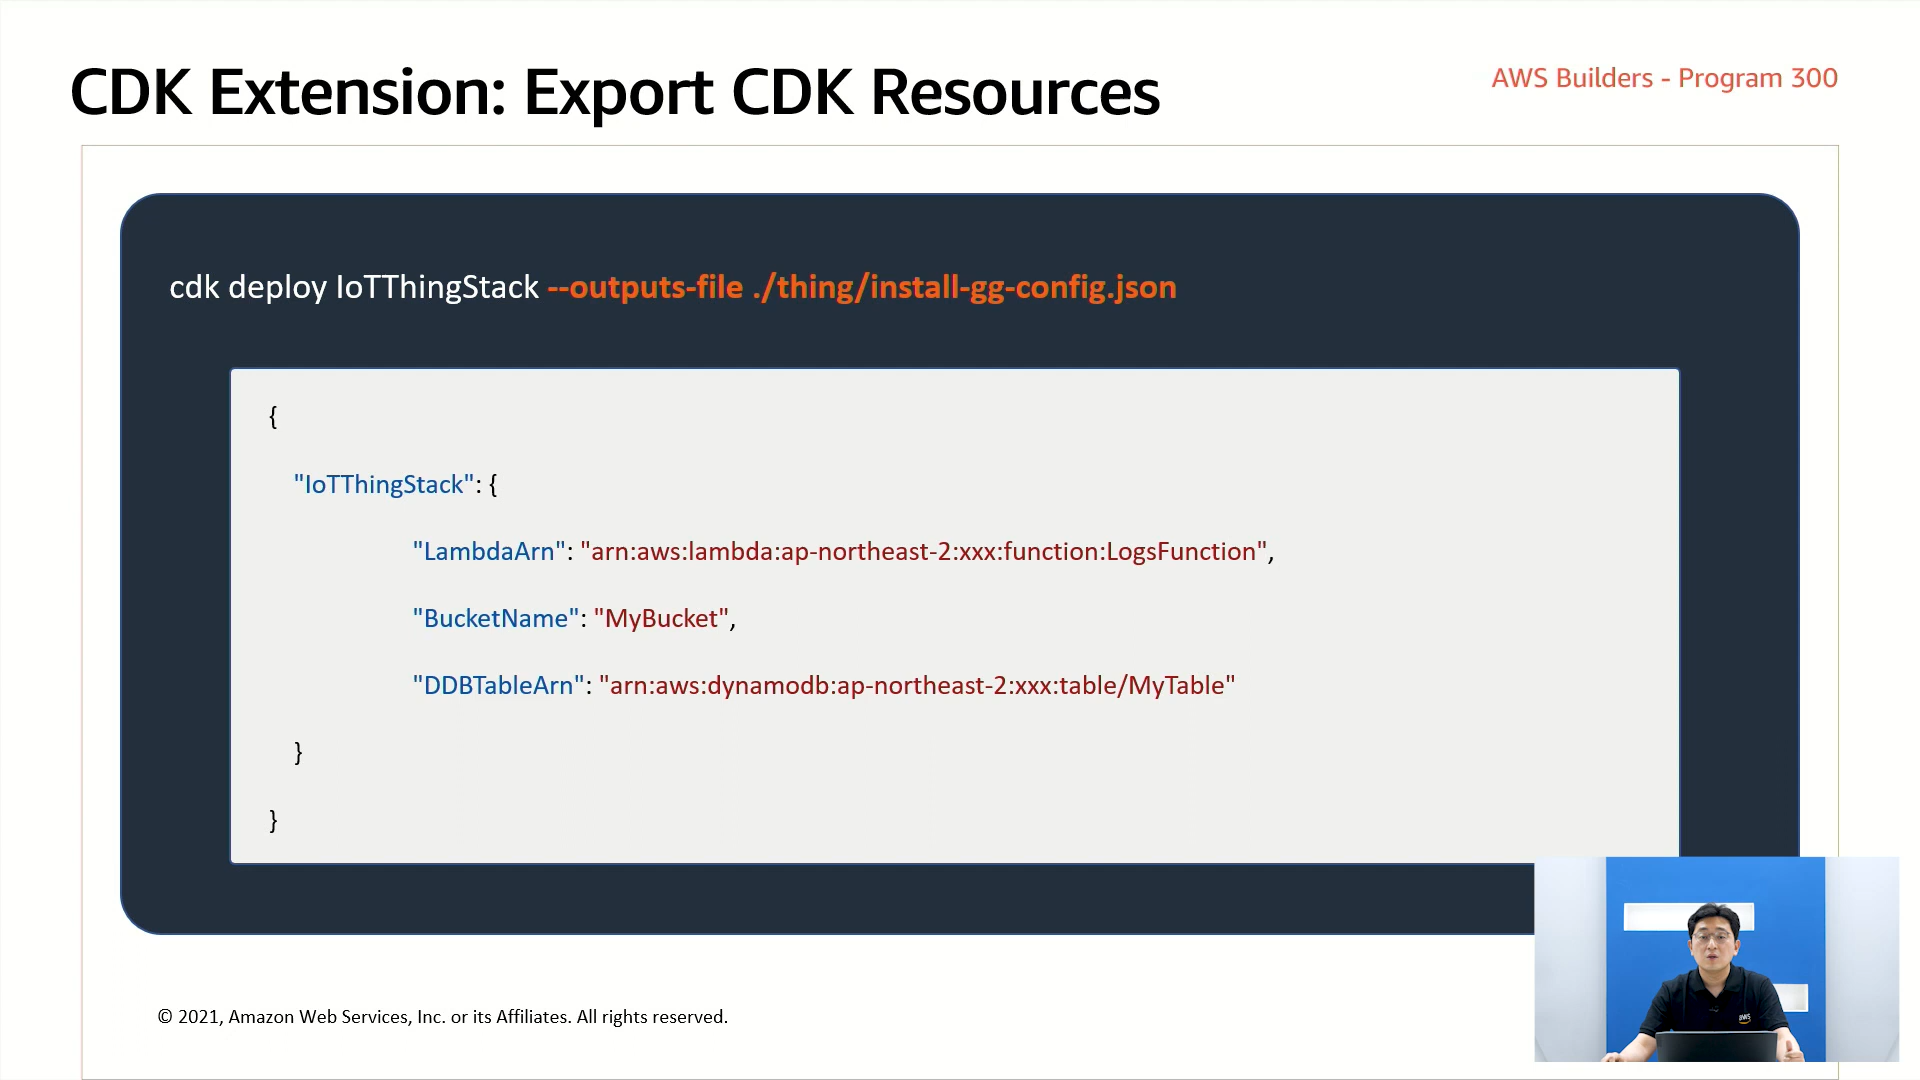 CDK Extension: Export CDK Resources
AWS Builders - Program 300
cdk deploy IoTThingStack --outputs-file ./thing/install-gg-config.json
{
"IoTThingStack": {
"LambdaArn": "arn:aws:lambda:ap-northeast-2:xxx:function:LogsFunction",
"BucketName": "MyBucket",
"DDBTableArn": "arn:aws:dynamodb:ap-northeast-2:xxx:table/MyTable"
}
}
© 2021, Amazon Web Services, Inc. or its Affiliates. All rights reserved.
aws